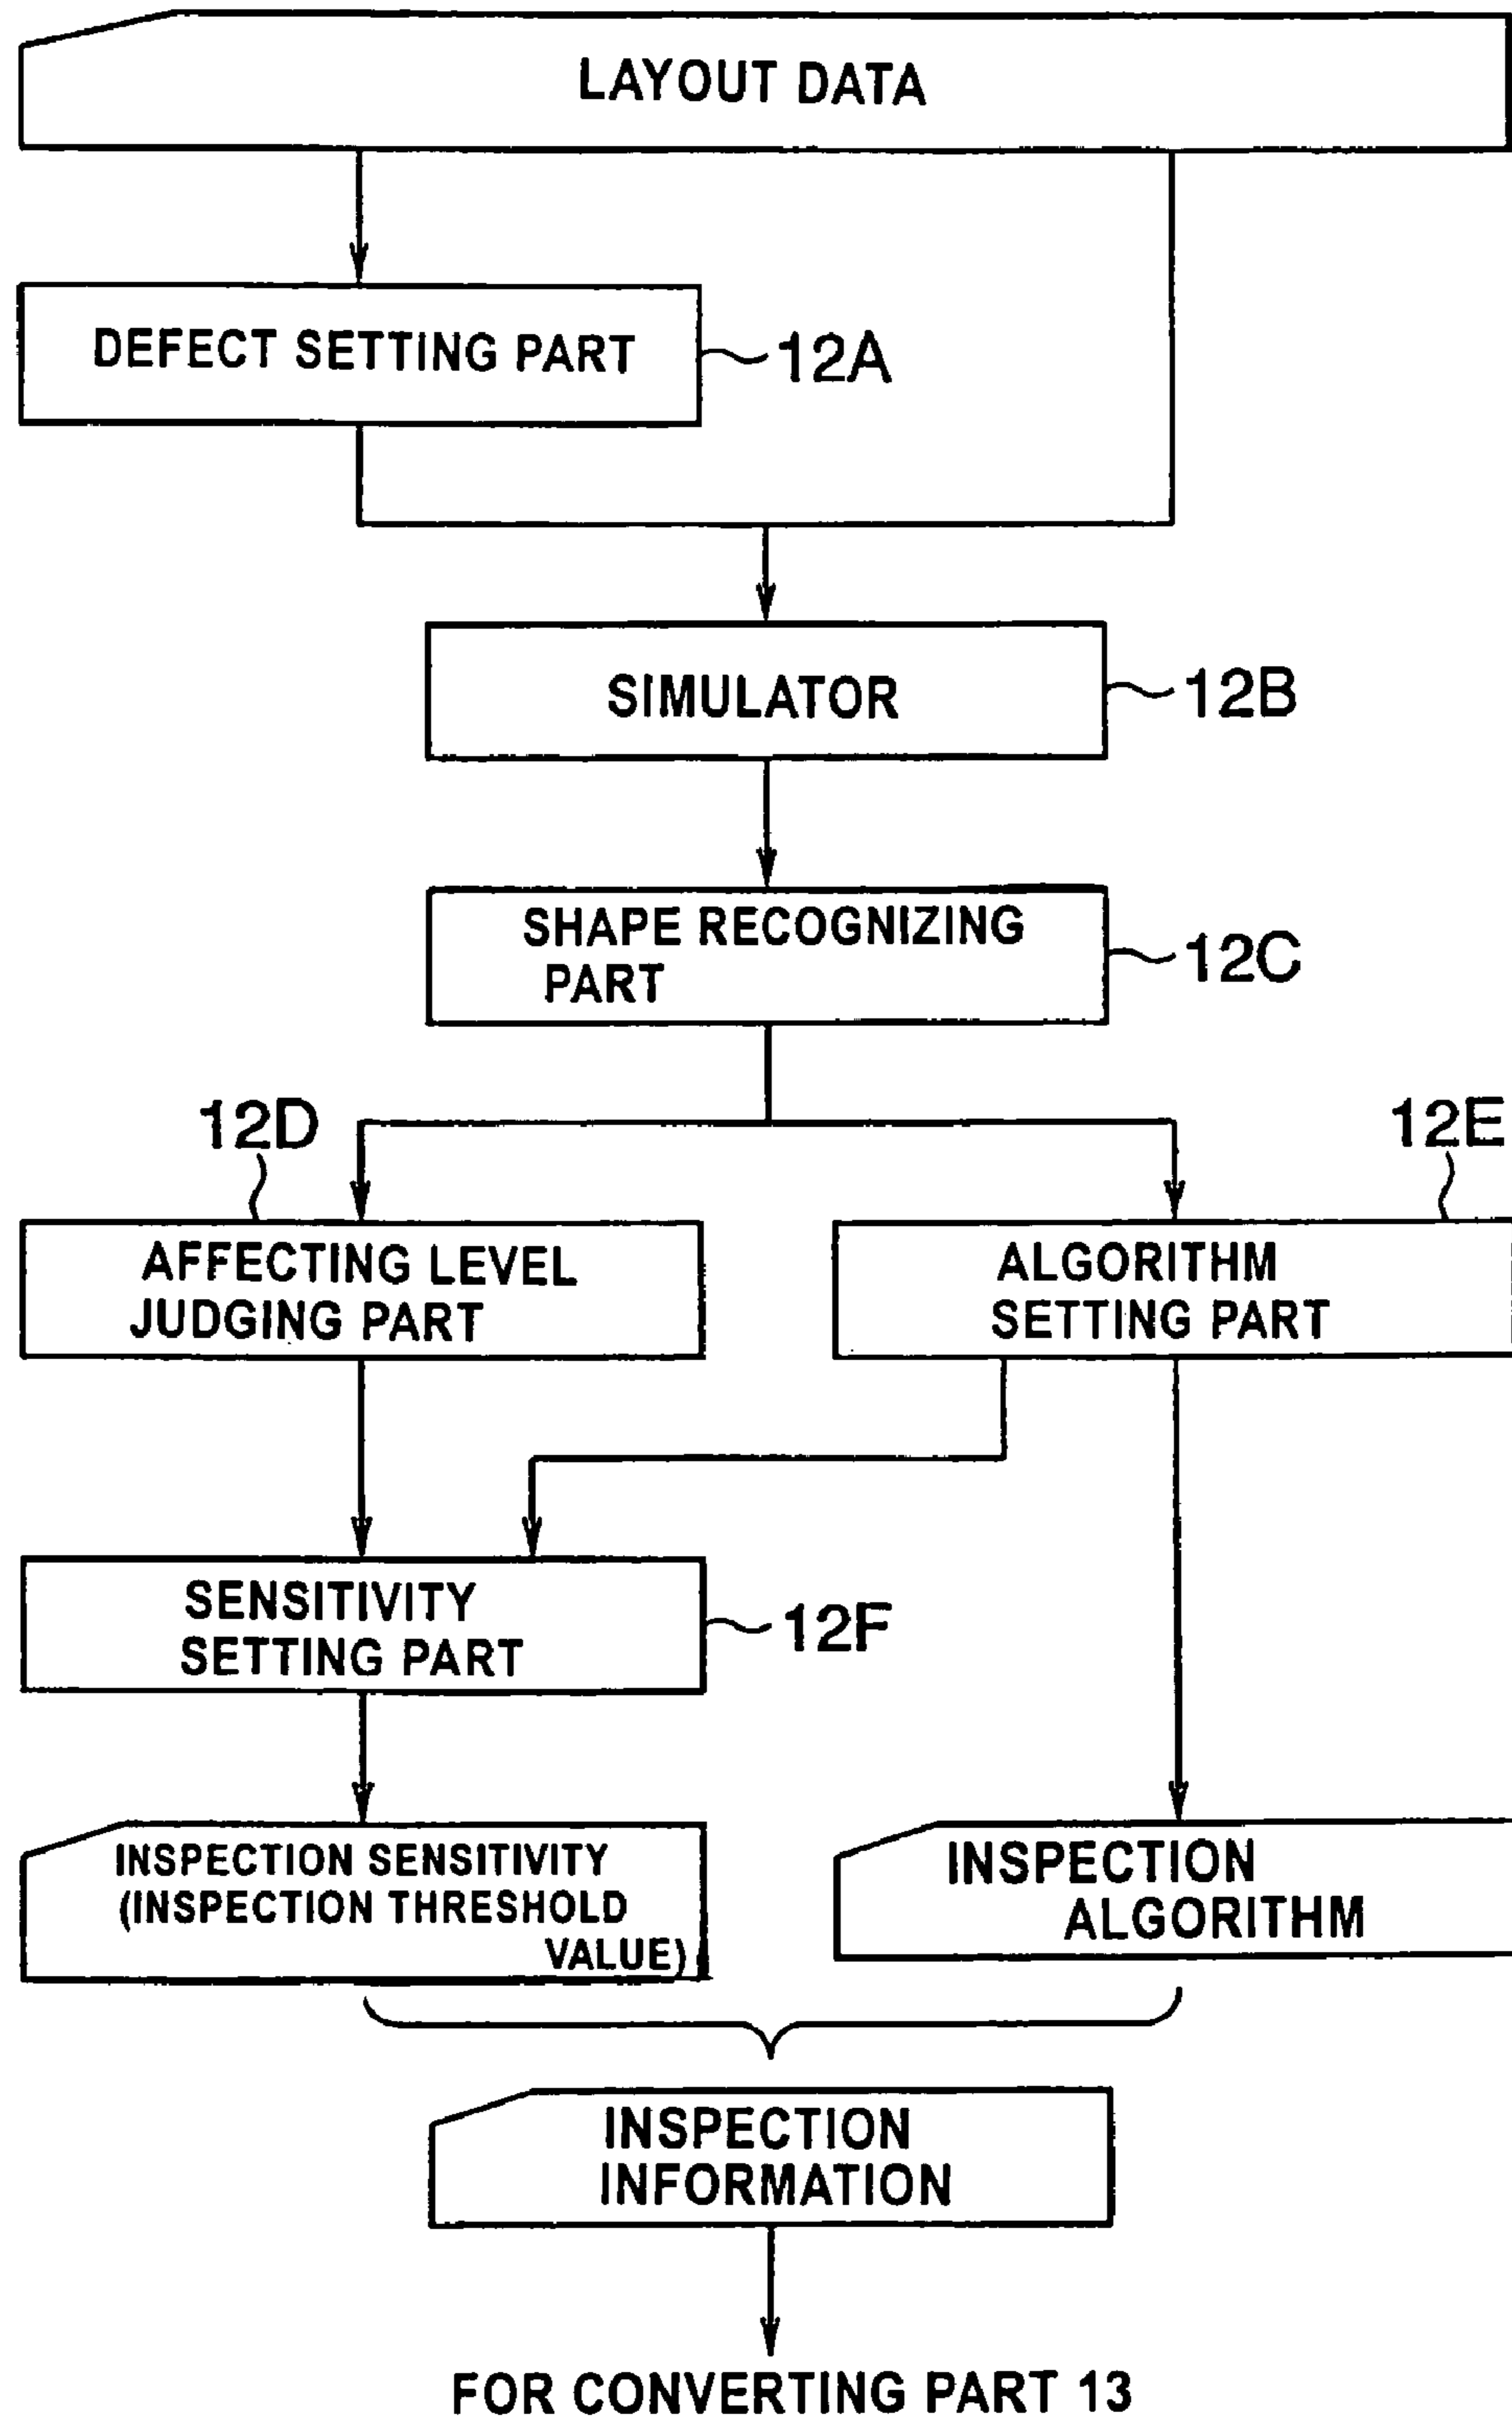 LAYOUT DATA
DEFECT SETTING PART
12A
SIMULATOR
12B
SHAPE RECOGNIZING
PART
12C
12D
12E
AFFECTING LEVEL
JUDGING PART
ALGORITHM
SETTING PART
SENSITIVITY
SETTING PART
12F
INSPECTION SENSITIVITY
(INSPECTION THRESHOLD
VALUE)
INSPECTION
ALGORITHM
INSPECTION
INFORMATION
FOR CONVERTING PART 13